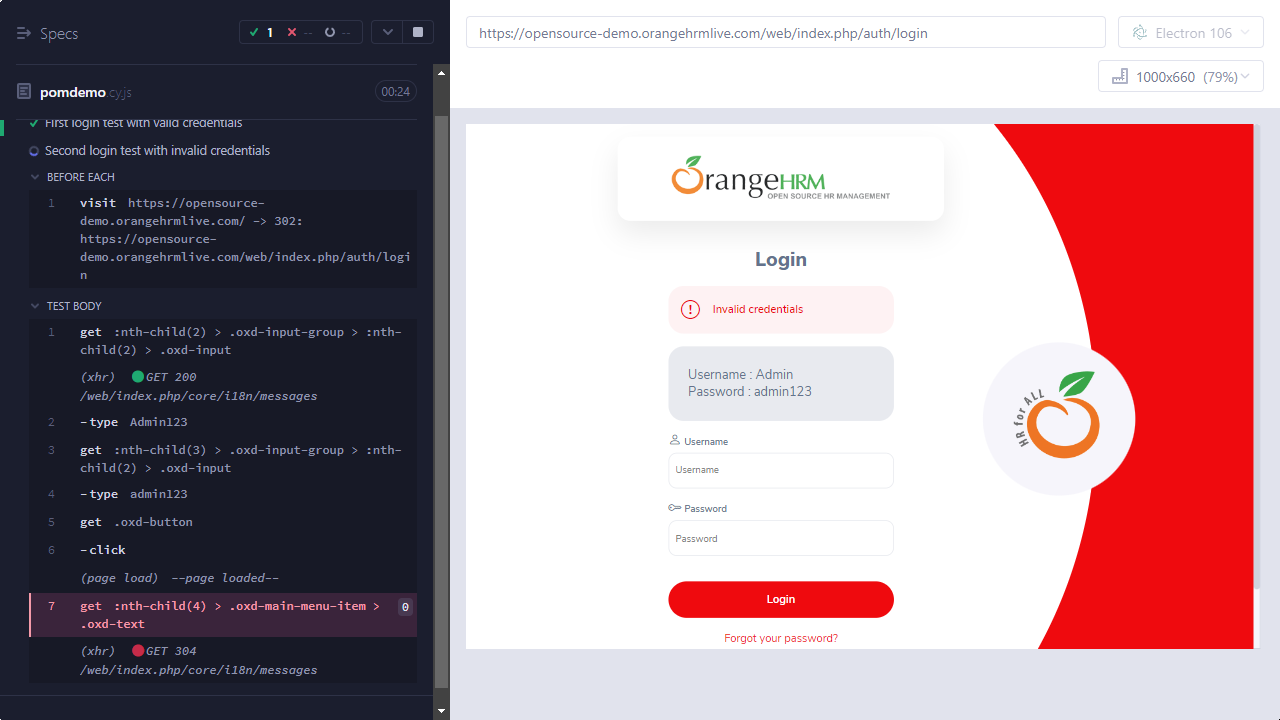 Specs
1
--
--
https://opensource-demo.orangehrmlive.com/web/index.php/auth/login
Electron 106
1000x660 (79%)
pomdemo.cy.js
00:24
First login test with valid credentials
Second login test with invalid credentials
BEFORE EACH
1 visit https://opensource-
demo.orangehrmlive.com/ -> 302:
https://opensource-
demo.orangehrmlive.com/web/index.php/auth/logi
n
TEST BODY
1 get :nth-child(2) > .oxd-input-group > :nth-
child(2) > .oxd-input
(xhr) GET 200
/web/index.php/core/i18n/messages
2 -type Admin123
3 get :nth-child(3) > .oxd-input-group > :nth-
child(2) > .oxd-input
4 -type admin123
5 get .oxd-button
6 -click
(page load) --page loaded--
7 get :nth-child(4) > .oxd-main-menu-item > 0
.oxd-text
(xhr) GET 304
/web/index.php/core/i18n/messages
OrangeHRM
OPEN SOURCE HR MANAGEMENT
Login
! Invalid credentials
Username : Admin
Password : admin123
Username
Username
Password
Password
Login
Forgot your password?
HR for ALL